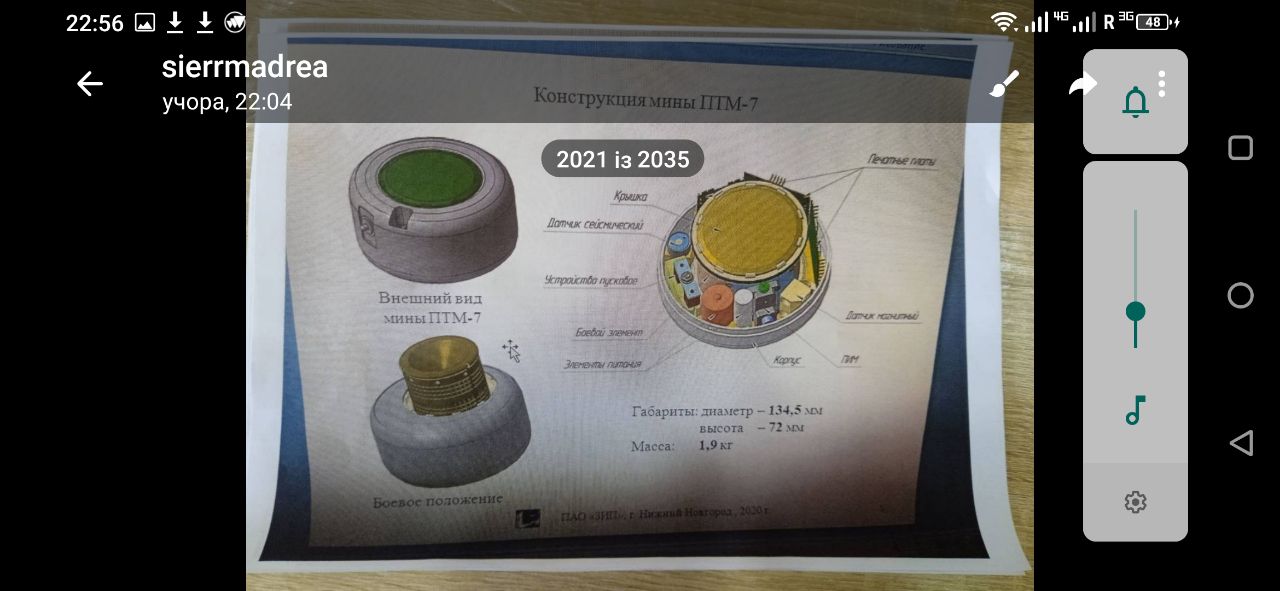 22:56
4G
R
3G
48
sierrmadrea
учора, 22:04
Конструкция мины ПТМ-7
2021 із 2035
Печатные платы
Крышка
Датчик сейсмический
Устройство пусковое
Внешний вид
мины ПТМ-7
Датчик магнитный
Боевой элемент
Элементы питания
Корпус
ПИМ
Габариты: диаметр – 134,5 мм
высота – 72 мм
Масса: 1,9 кг
Боевое положение
ПАО «ЗИП», г. Нижний Новгород, 2020 г.